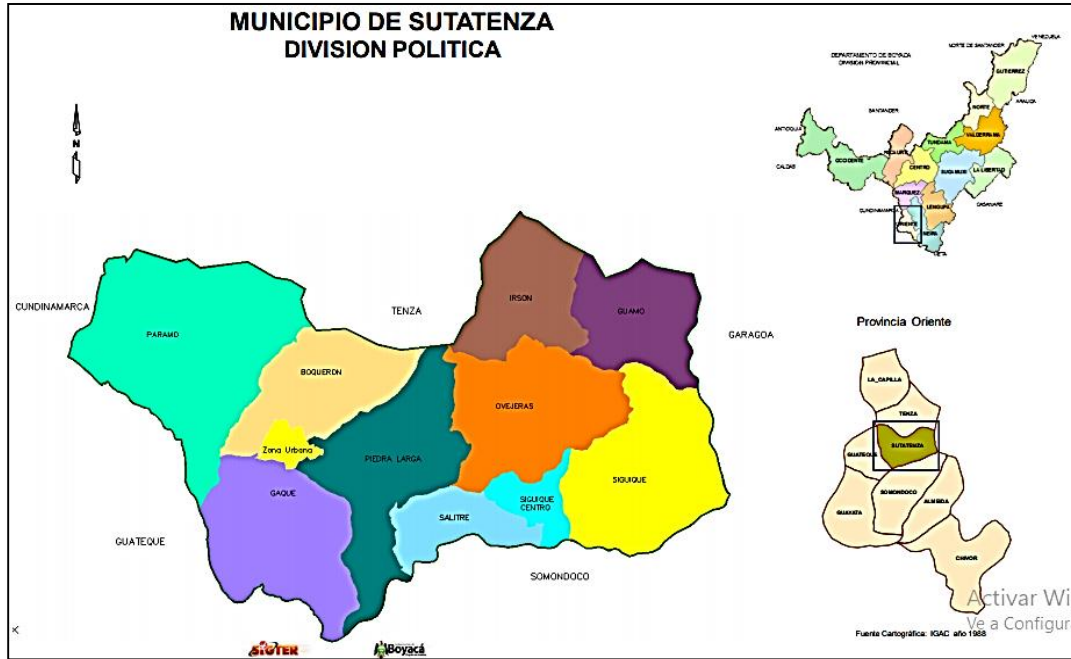 MUNICIPIO DE SUTATENZA
DIVISION POLITICA
N
CUNDINAMARCA
TENZA
GARAGOA
GUATEQUE
SOMONDOCO
PARAMO
BOQUERON
IRSON
GUAMO
OVEJERAS
Zona Urbana
PIEDRA LARGA
GAQUE
SIGUIQUE
SIGUIQUE
CENTRO
SALITRE
DEPARTAMENTO DE BOYACA
DIVISION PROVINCIAL
NORTE DE SANTANDER
VENEZUELA
GUTIERREZ
SANTANDER
NORTE
ARAUCA
ANTIOQUIA
VALDERRAMA
TUNDAMA
OCCIDENTE
CENTRO
CALDAS
SUGAMUXI
LA LIBERTAD
MARQUEZ
CASANARE
CUNDINAMARCA
LENGUPA
ORIENTE
NEIRA
META
Provincia Oriente
LA_CAPILLA
TENZA
SUTATENZA
GUATEQUE
SOMONDOCO
ALMEIDA
GUAYATA
CHIVOR
Activar Wi
Ve a Configur
Fuente Cartográfica: IGAC año 1988
SIGTER
Boyacá